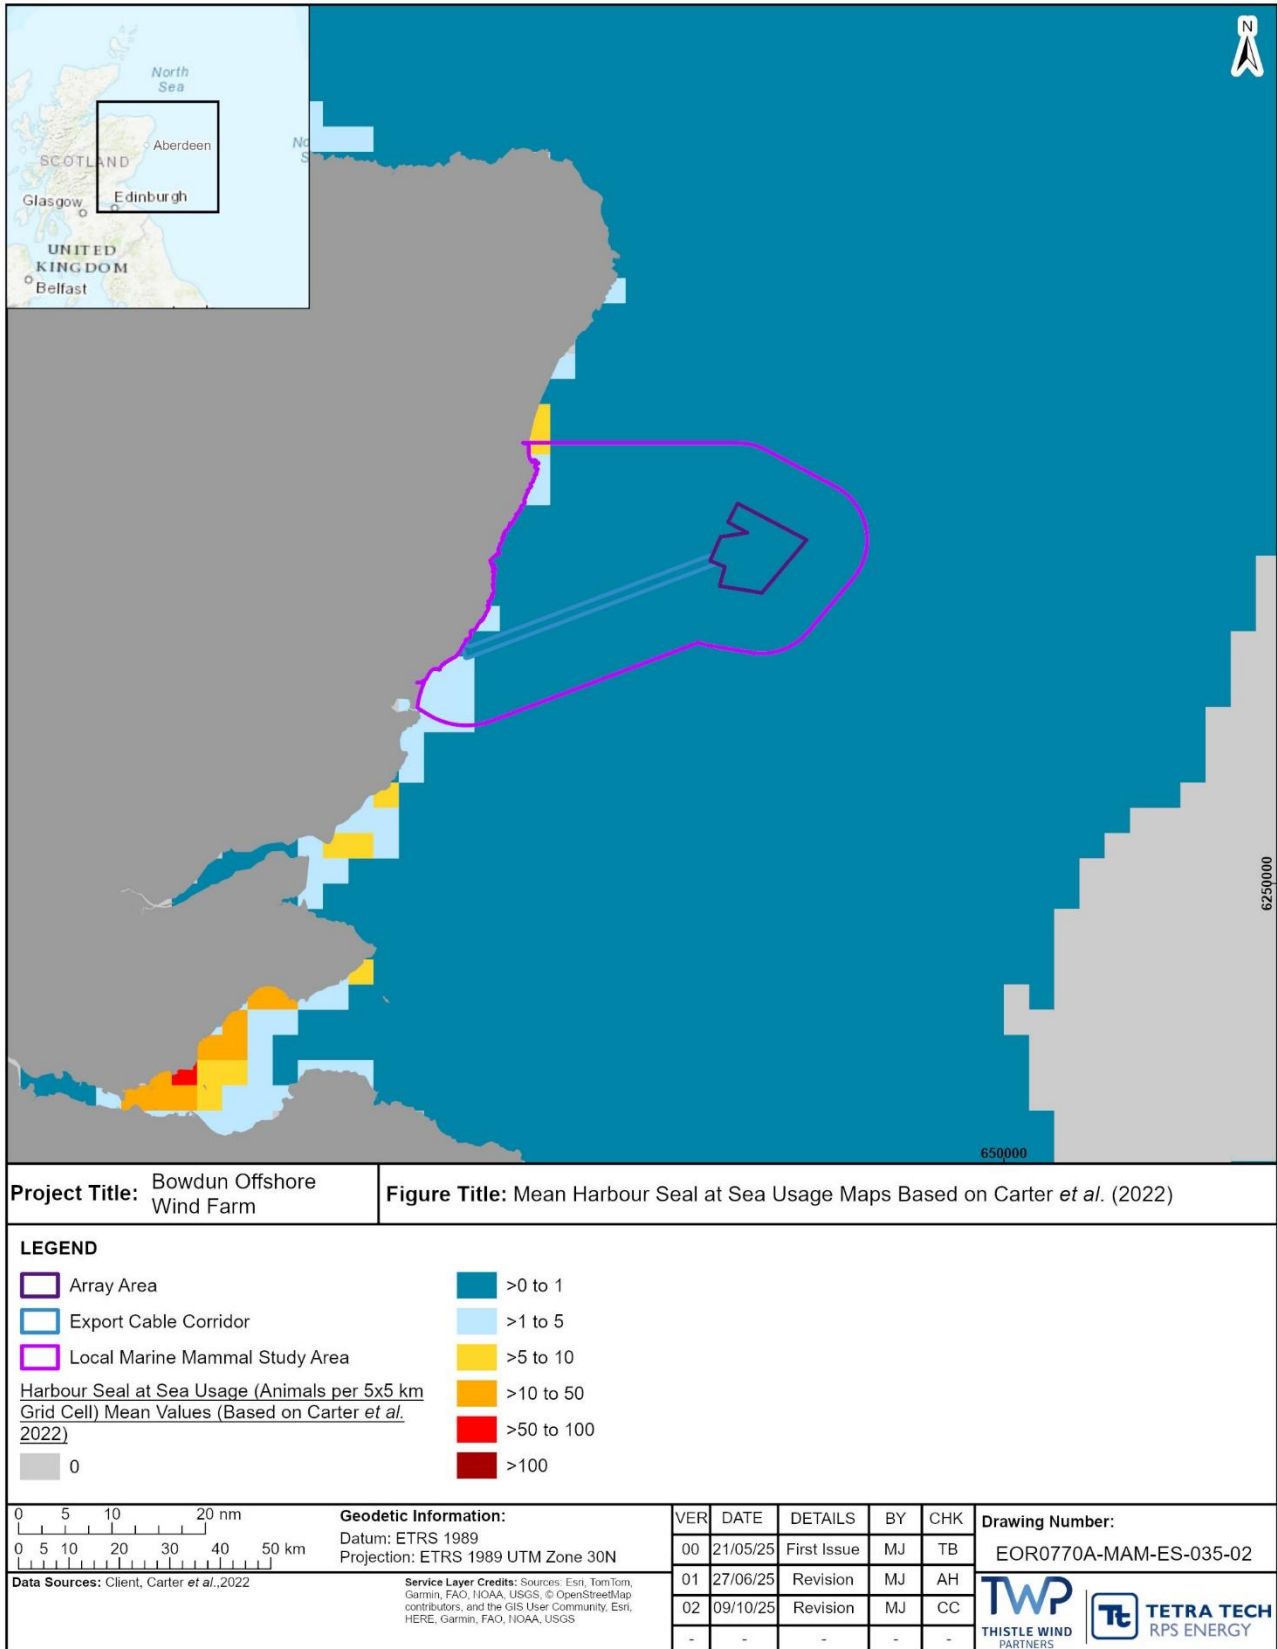 N
North
Sea
No
S
Aberdeen
SCOTLAND
Glasgow
Edinburgh
UNITED
KINGDOM
Belfast
6250000
650000
Project Title: Bowdun Offshore
Wind Farm
Figure Title: Mean Harbour Seal at Sea Usage Maps Based on Carter et al. (2022)
LEGEND
Array Area
Export Cable Corridor
Local Marine Mammal Study Area
Harbour Seal at Sea Usage (Animals per 5x5 km
Grid Cell) Mean Values (Based on Carter et al.
2022)
0
>0 to 1
>1 to 5
>5 to 10
>10 to 50
>50 to 100
>100
0 5 10 20 nm
0 5 10 20 30 40 50 km
Geodetic Information:
Datum: ETRS 1989
Projection: ETRS 1989 UTM Zone 30N
Data Sources: Client, Carter et al.,2022
Service Layer Credits: Sources: Esri, TomTom,
Garmin, FAO, NOAA, USGS, © OpenStreetMap
contributors, and the GIS User Community, Esri,
HERE, Garmin, FAO, NOAA, USGS
VER DATE DETAILS BY CHK
00 21/05/25 First Issue MJ TB
01 27/06/25 Revision MJ AH
02 09/10/25 Revision MJ CC
- - - - -
Drawing Number:
EOR0770A-MAM-ES-035-02
TWP
THISTLE WIND
PARTNERS
Tt
TETRA TECH
RPS ENERGY